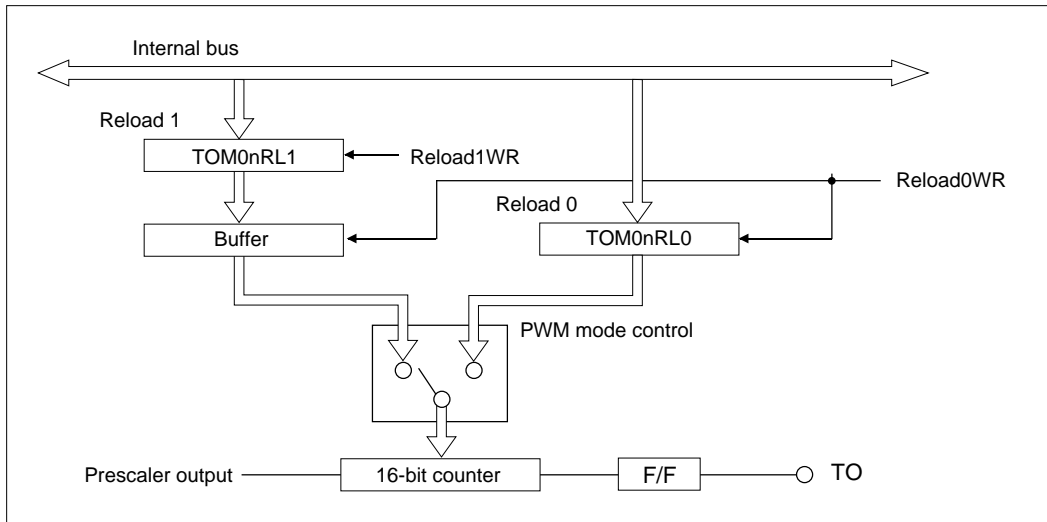 Internal bus
Reload 1
TOM0nRL1
Reload1WR
Reload0WR
Reload 0
Buffer
TOM0nRL0
PWM mode control
Prescaler output
16-bit counter
F/F
TO